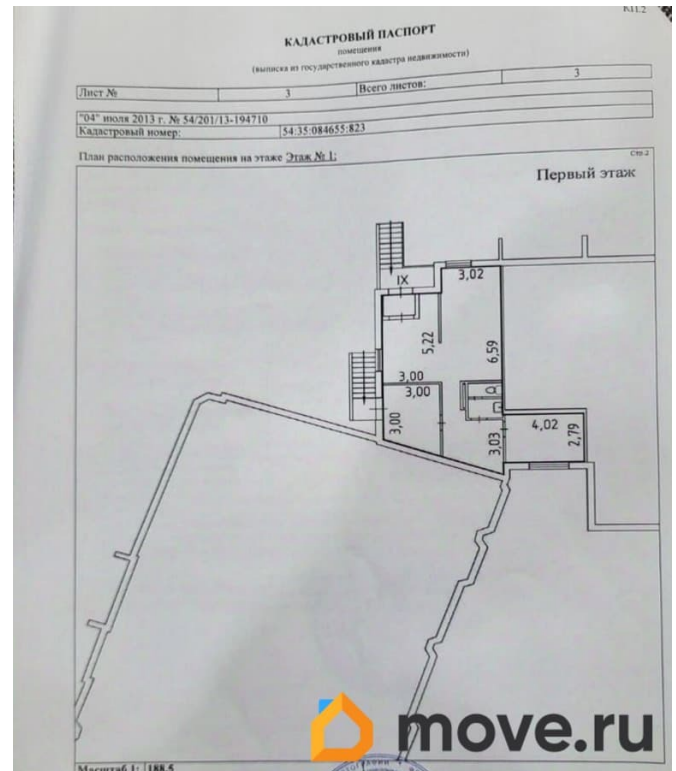 КАДАСТРОВЫЙ ПАСПОРТ
помещения
(выписка из государственного кадастра недвижимости)
Лист № 3 Всего листов: 3
"04" июля 2013 г. № 54/201/13-194710
Кадастровый номер: 54:35:084655:823
План расположения помещения на этаже Этаж № 1:
Стр.2
Первый этаж
IX
3,02
5,22
6,59
3,00
3,00
3,00
3,03
4,02
2,79
move.ru
Масштаб 1: 188.5